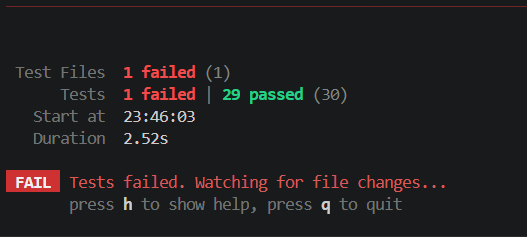 Test Files 1 failed (1)
Tests 1 failed | 29 passed (30)
Start at 23:46:03
Duration 2.52s
FAIL Tests failed. Watching for file changes...
press h to show help, press q to quit